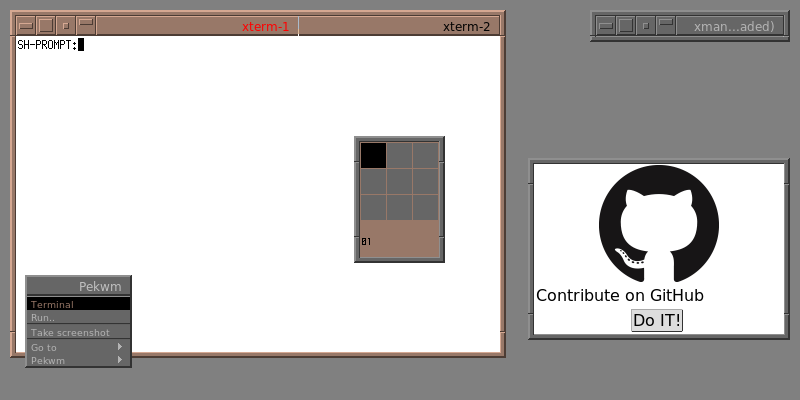 xterm-1
xterm-2
xman...aded)
SH-PROMPT:
01
Pekwm
Terminal
Run..
Take screenshot
Go to
Pekwm
Contribute on GitHub
Do IT!